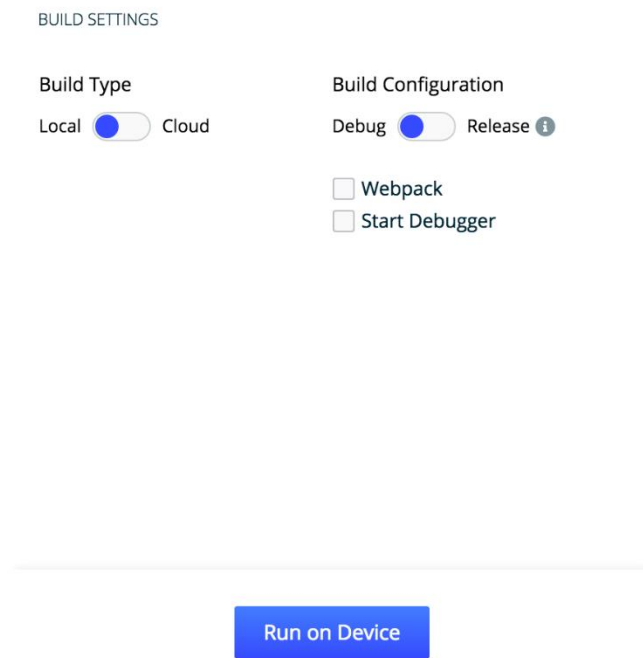 BUILD SETTINGS
Build Type
Local Cloud
Build Configuration
Debug Release
Webpack
Start Debugger
Run on Device